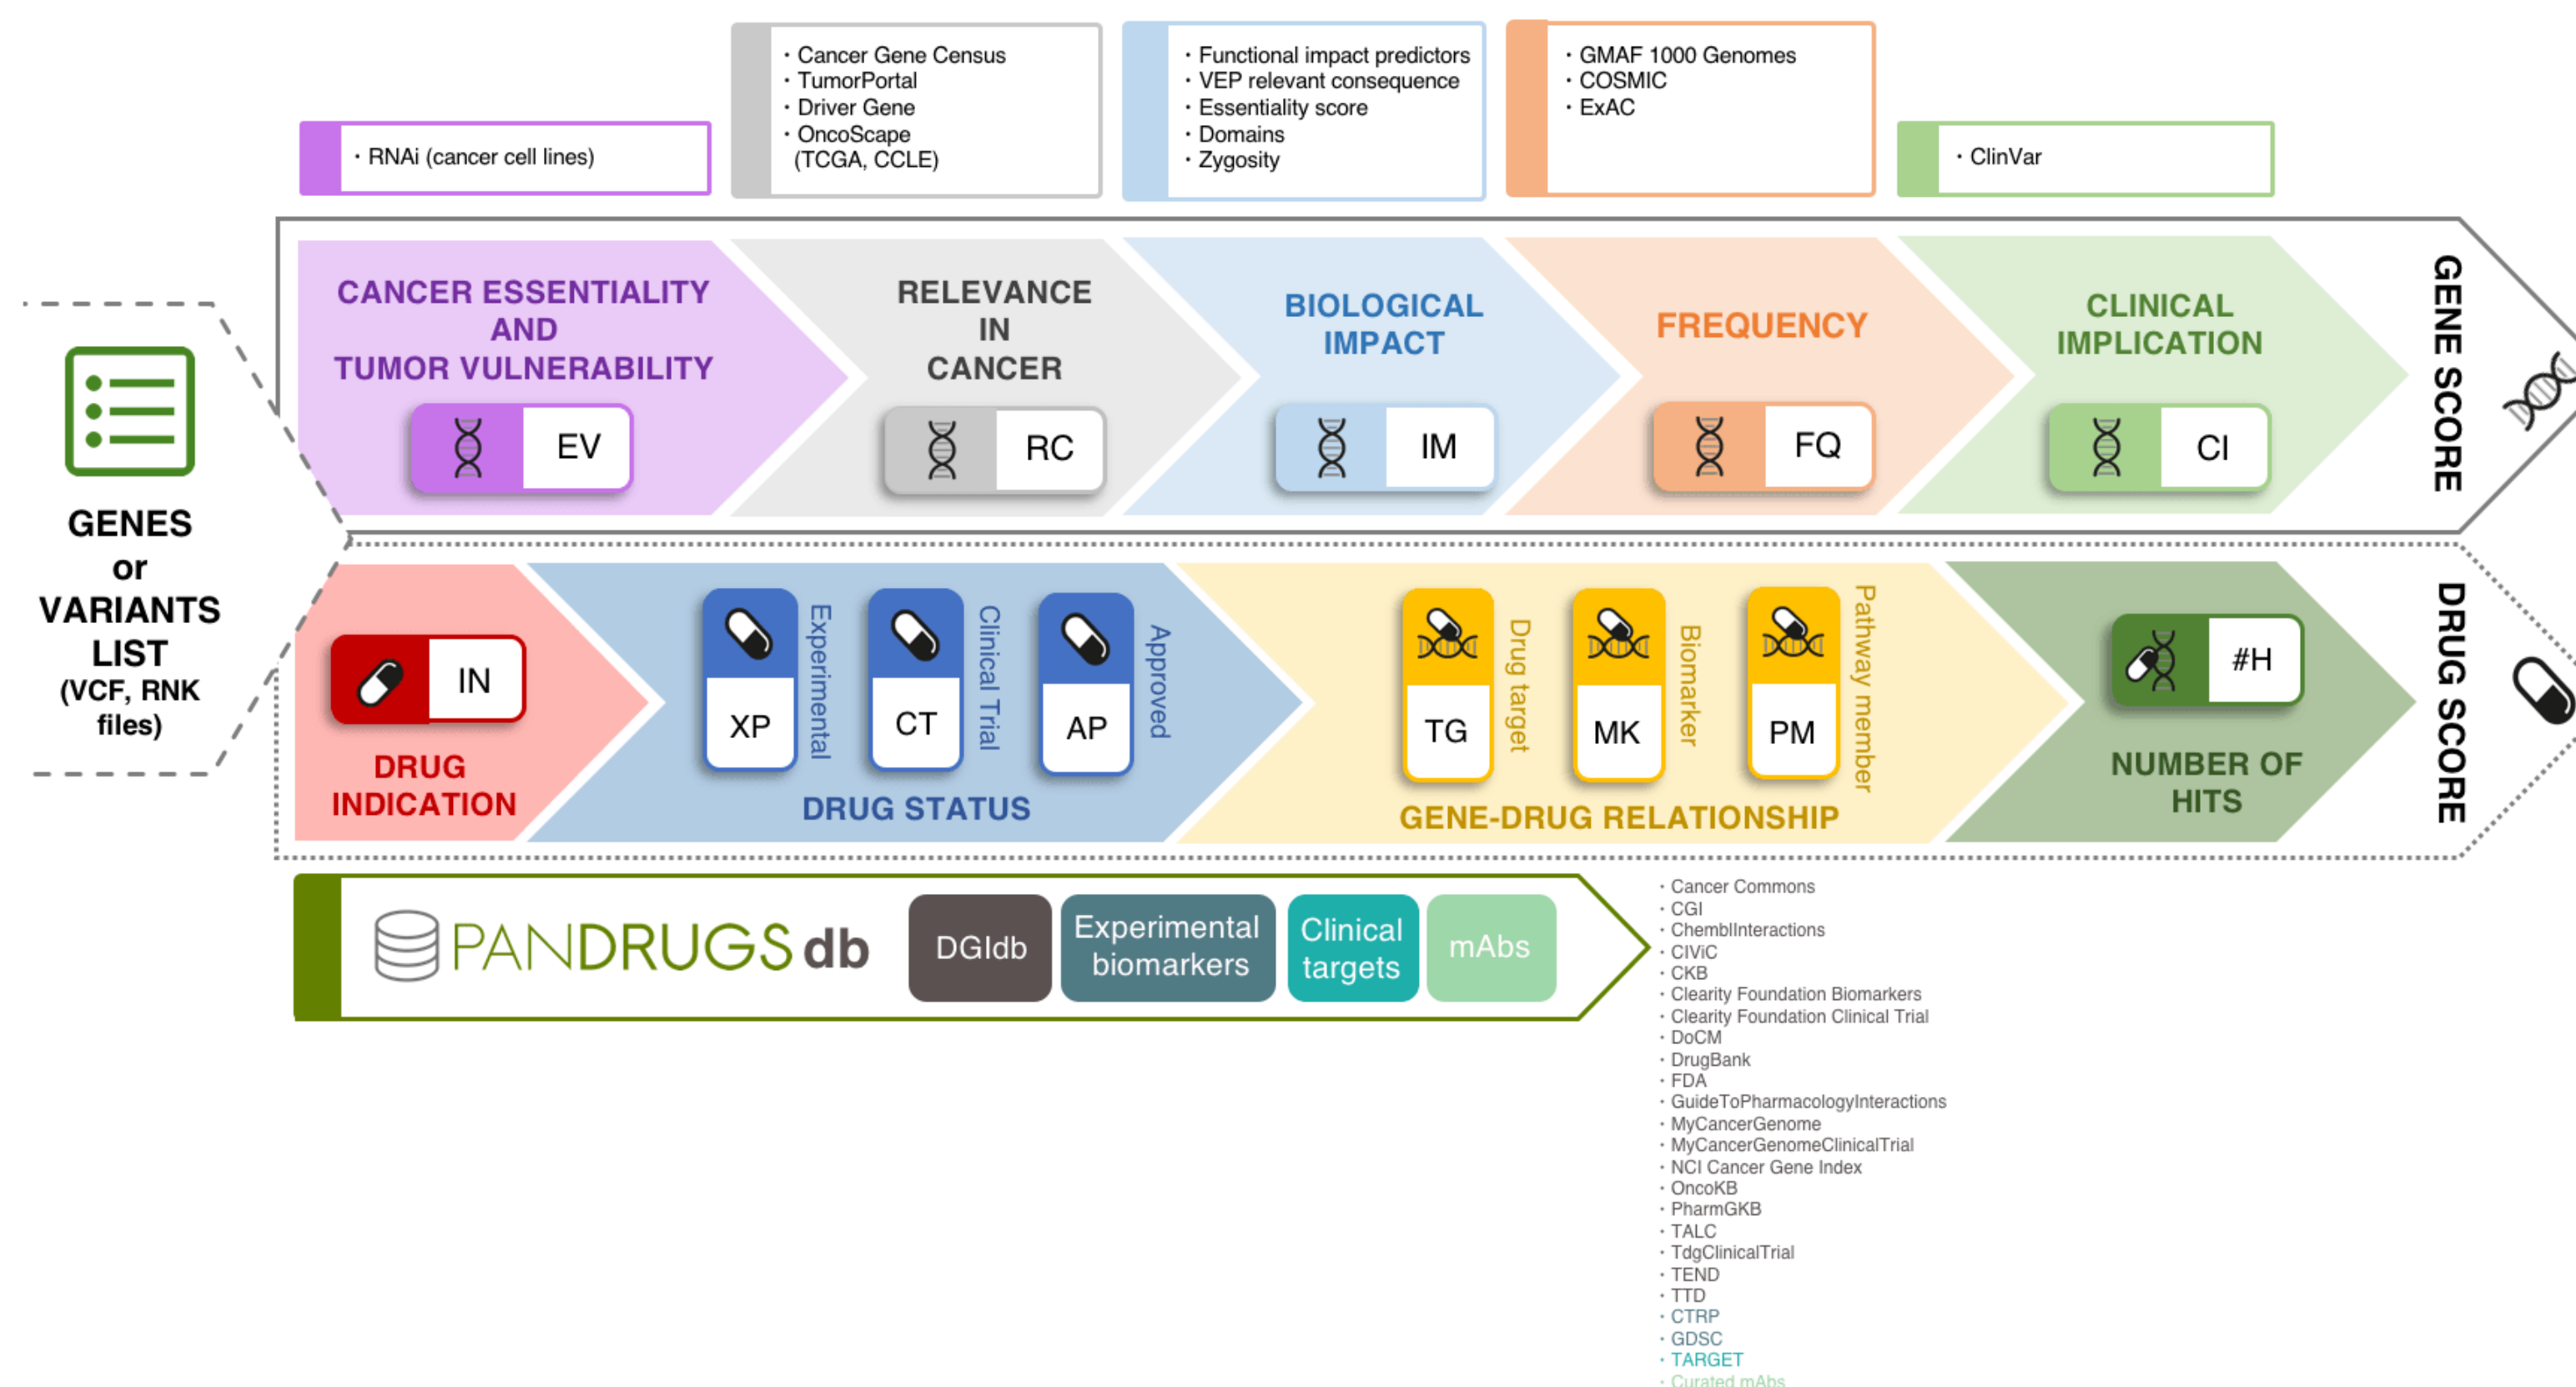 · RNAi (cancer cell lines)
· Cancer Gene Census
· TumorPortal
· Driver Gene
· OncoScape
(TCGA, CCLE)
· Functional impact predictors
· VEP relevant consequence
· Essentiality score
· Domains
· Zygosity
· GMAF 1000 Genomes
· COSMIC
· ExAC
· ClinVar
GENES
or
VARIANTS
LIST
(VCF, RNK
files)
CANCER ESSENTIALITY
AND
TUMOR VULNERABILITY
EV
RELEVANCE
IN
CANCER
RC
BIOLOGICAL
IMPACT
IM
FREQUENCY
FQ
CLINICAL
IMPLICATION
CI
GENE SCORE
IN
DRUG
INDICATION
XP
Experimental
CT
Clinical Trial
AP
Approved
DRUG STATUS
TG
Drug target
MK
Biomarker
PM
Pathway member
GENE-DRUG RELATIONSHIP
#H
NUMBER OF
HITS
DRUG SCORE
PANDRUGS db
DGIdb
Experimental
biomarkers
Clinical
targets
mAbs
· Cancer Commons
· CGI
· ChemblInteractions
· CIViC
· CKB
· Clearity Foundation Biomarkers
· Clearity Foundation Clinical Trial
· DoCM
· DrugBank
· FDA
· GuideToPharmacologyInteractions
· MyCancerGenome
· MyCancerGenomeClinicalTrial
· NCI Cancer Gene Index
· OncoKB
· PharmGKB
· TALC
· TdgClinicalTrial
· TEND
· TTD
· CTRP
· GDSC
· TARGET
· Curated mAbs